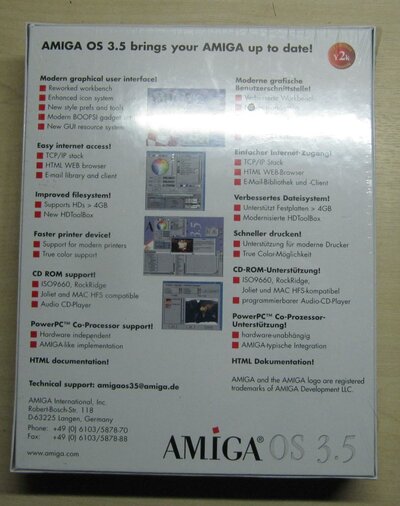 AMIGA OS 3.5 brings your AMIGA up to date!
Y2k
Modern graphical user interface!
Reworked workbench
Enhanced icon system
New style prefs and tools
Modern BOOPSI gadget set
New GUI resource system
Easy internet access!
TCP/IP stack
HTML WEB browser
E-mail library and client
Improved filesystem!
Supports HDs > 4GB
New HDToolBox
Faster printer device!
Support for modern printers
True color support
CD ROM support!
ISO9660, RockRidge,
Joliet and MAC HFS compatible
Audio CD-Player
PowerPC™ Co-Processor support!
Hardware independent
AMIGA-like implementation
HTML documentation!
Technical support: amigaos35@amiga.de
AMIGA International, Inc.
Robert-Bosch-Str. 11B
D-63225 Langen, Germany
Phone: +49 (0) 6103/5878-70
Fax: +49 (0) 6103/5878-88
www.amiga.com
Moderne grafische
Benutzerschnittstelle!
Verbesserte Workbench
Einfacher Internet-Zugang!
TCP/IP Stack
HTML WEB-Browser
E-Mail-Bibliothek und -Client
Verbessertes Dateisystem!
Unterstützt Festplatten > 4GB
Modernisierte HDToolBox
Schneller drucken!
Unterstützung für moderne Drucker
True Color-Möglichkeit
CD-ROM-Unterstützung!
ISO9660, RockRidge,
Joliet und MAC HFS-kompatibel
programmierbarer Audio-CD-Player
PowerPC™ Co-Prozessor-
Unterstützung!
hardware-unabhängig
AMIGA-typische Integration
HTML Dokumentation!
AMIGA and the AMIGA logo are registered
trademarks of AMIGA Development LLC.
AMIGA® OS 3.5